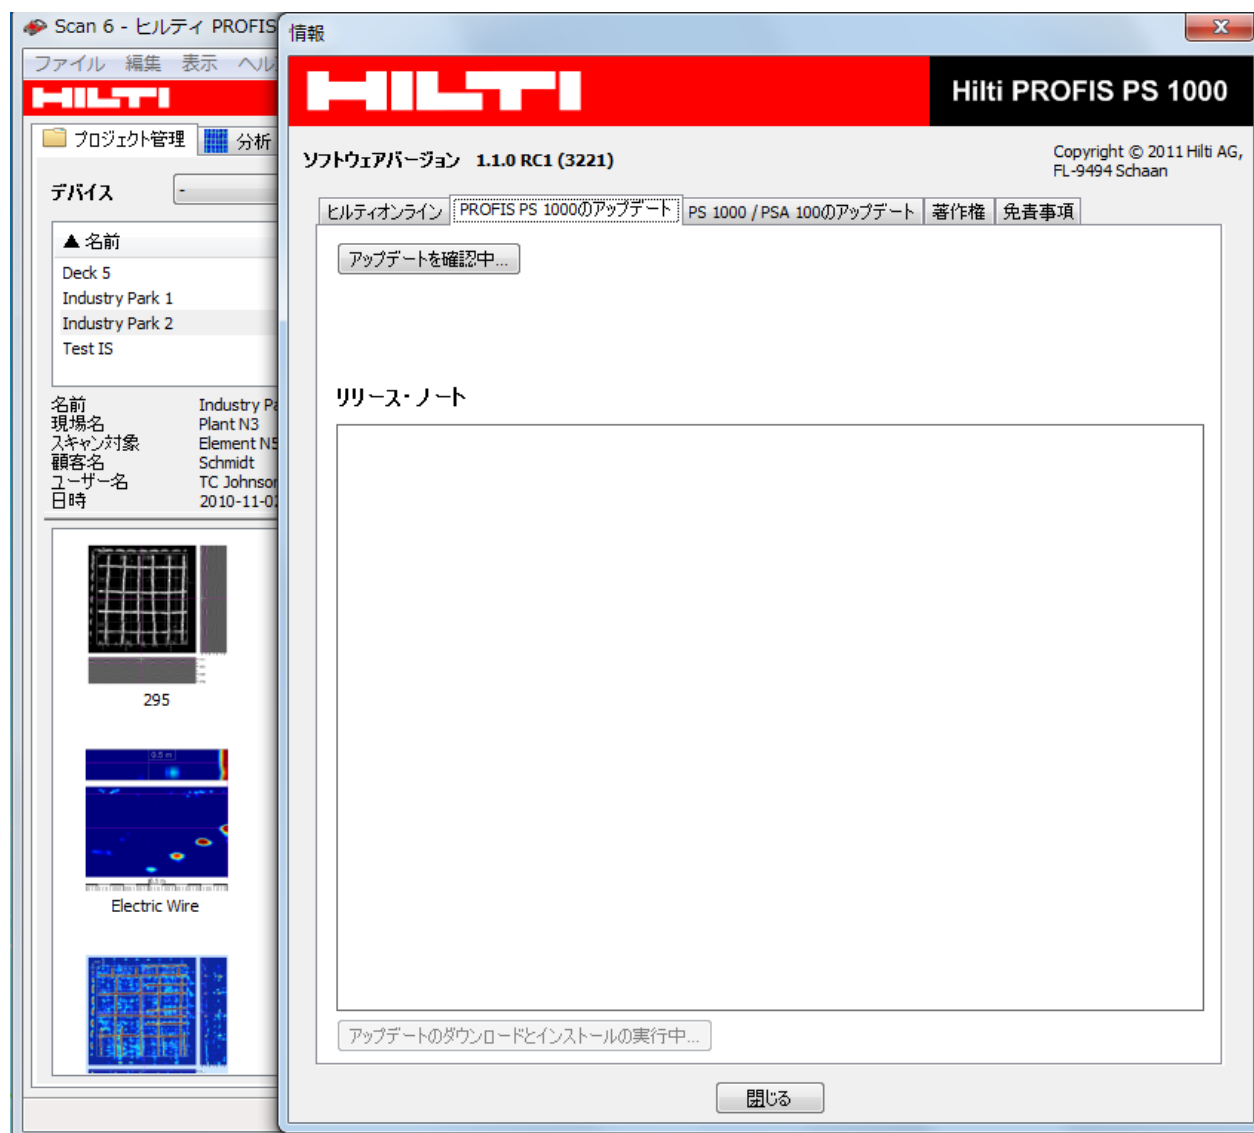 Scan 6 - ヒルティ PROFIS
ファイル 編集 表示 ヘル
HILTI
プロジェクト管理 分析
デバイス -
▲ 名前
Deck 5
Industry Park 1
Industry Park 2
Test IS
名前 Industry Pa
現場名 Plant N3
スキャン対象 Element N5
顧客名 Schmidt
ユーザー名 TC Johnson
日時 2010-11-02
295
0.5 m
Electric Wire
情報
HILTI
Hilti PROFIS PS 1000
ソフトウェアバージョン 1.1.0 RC1 (3221)
Copyright © 2011 Hilti AG,
FL-9494 Schaan
ヒルティオンライン PROFIS PS 1000のアップデート PS 1000 / PSA 100のアップデート 著作権 免責事項
アップデートを確認中...
リリース・ノート
アップデートのダウンロードとインストールの実行中...
閉じる